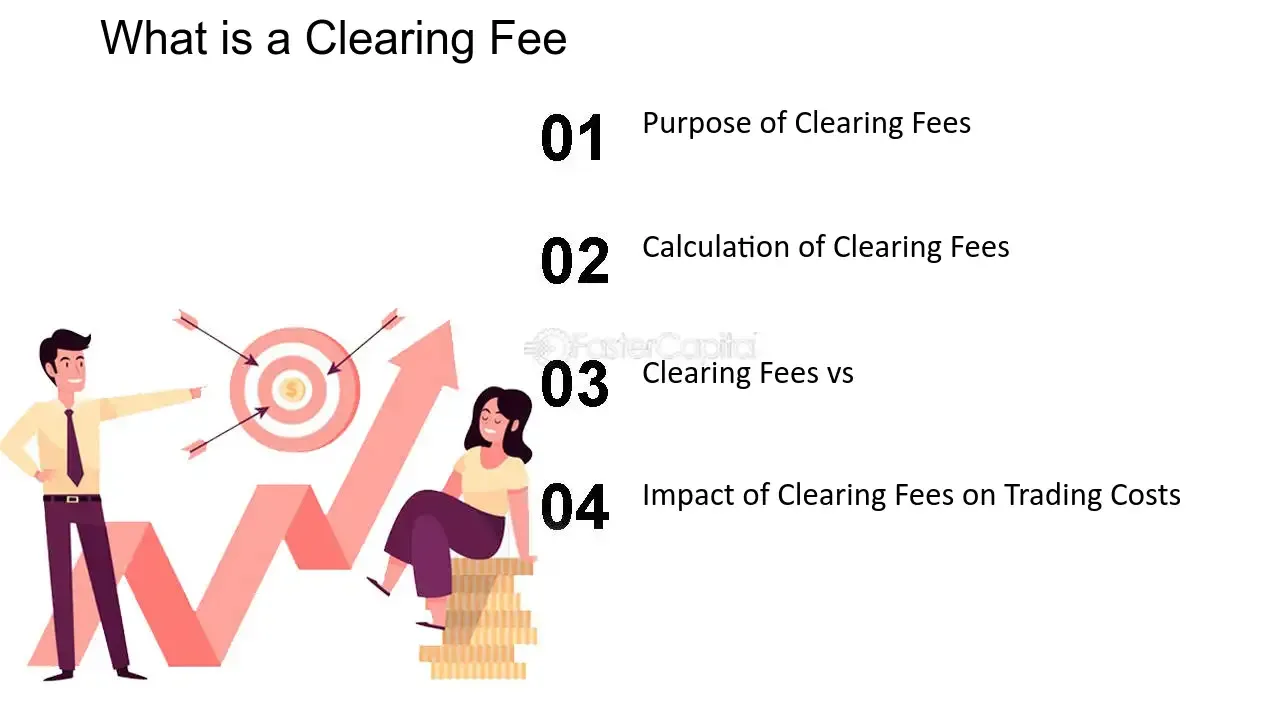 What is a Clearing Fee
01 Purpose of Clearing Fees
02 Calculation of Clearing Fees
FasterCapital
03 Clearing Fees vs
04 Impact of Clearing Fees on Trading Costs
$